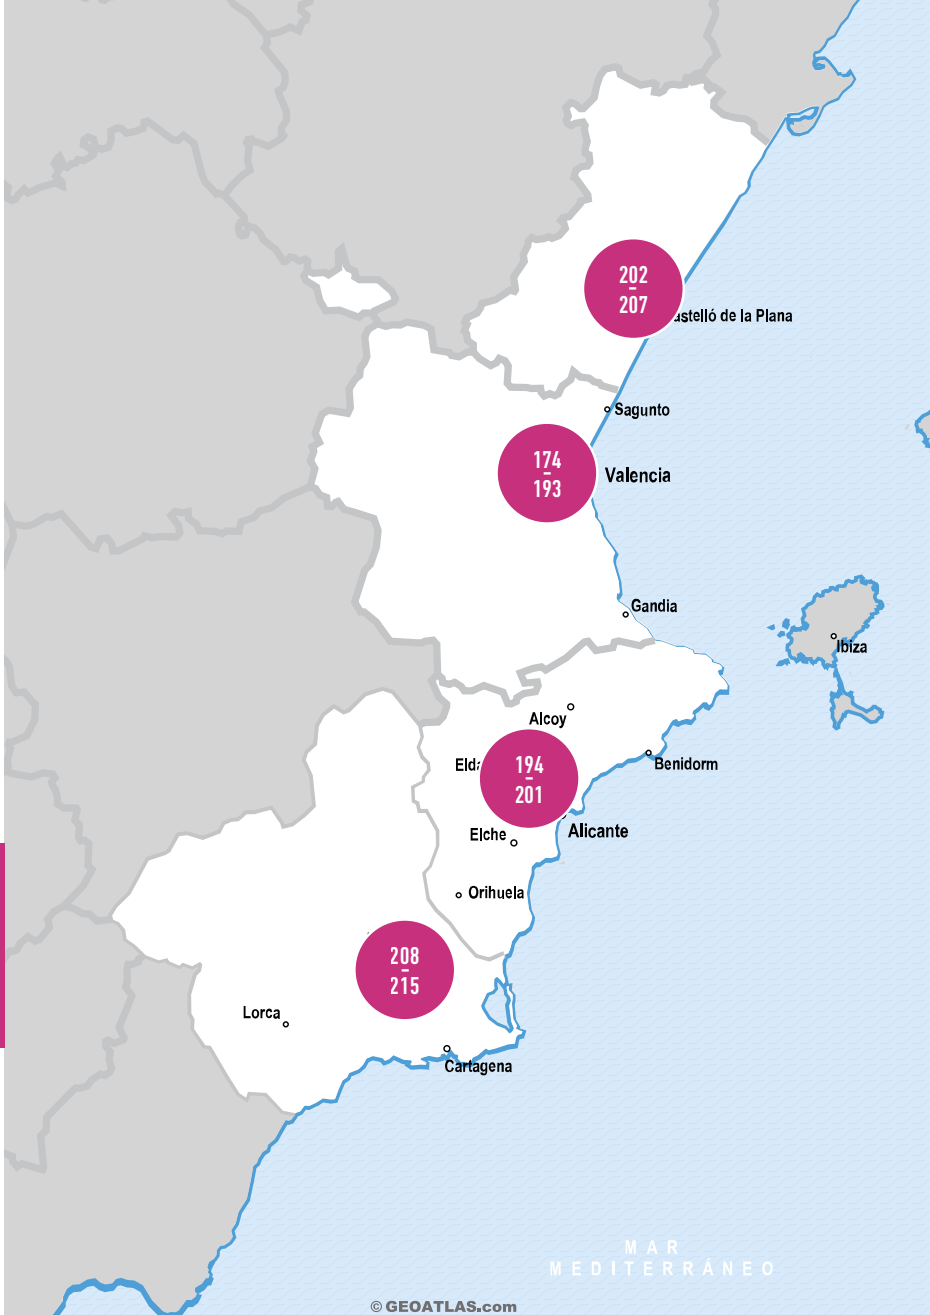 202
207
astelló de la Plana
Sagunto
174
193
Valencia
Gandia
Ibiza
Alcoy
Elda
194
201
Benidorm
Alicante
Elche
Orihuela
208
215
Lorca
Cartagena
MAR
MEDITERRÁNEO
© GEOATLAS.com